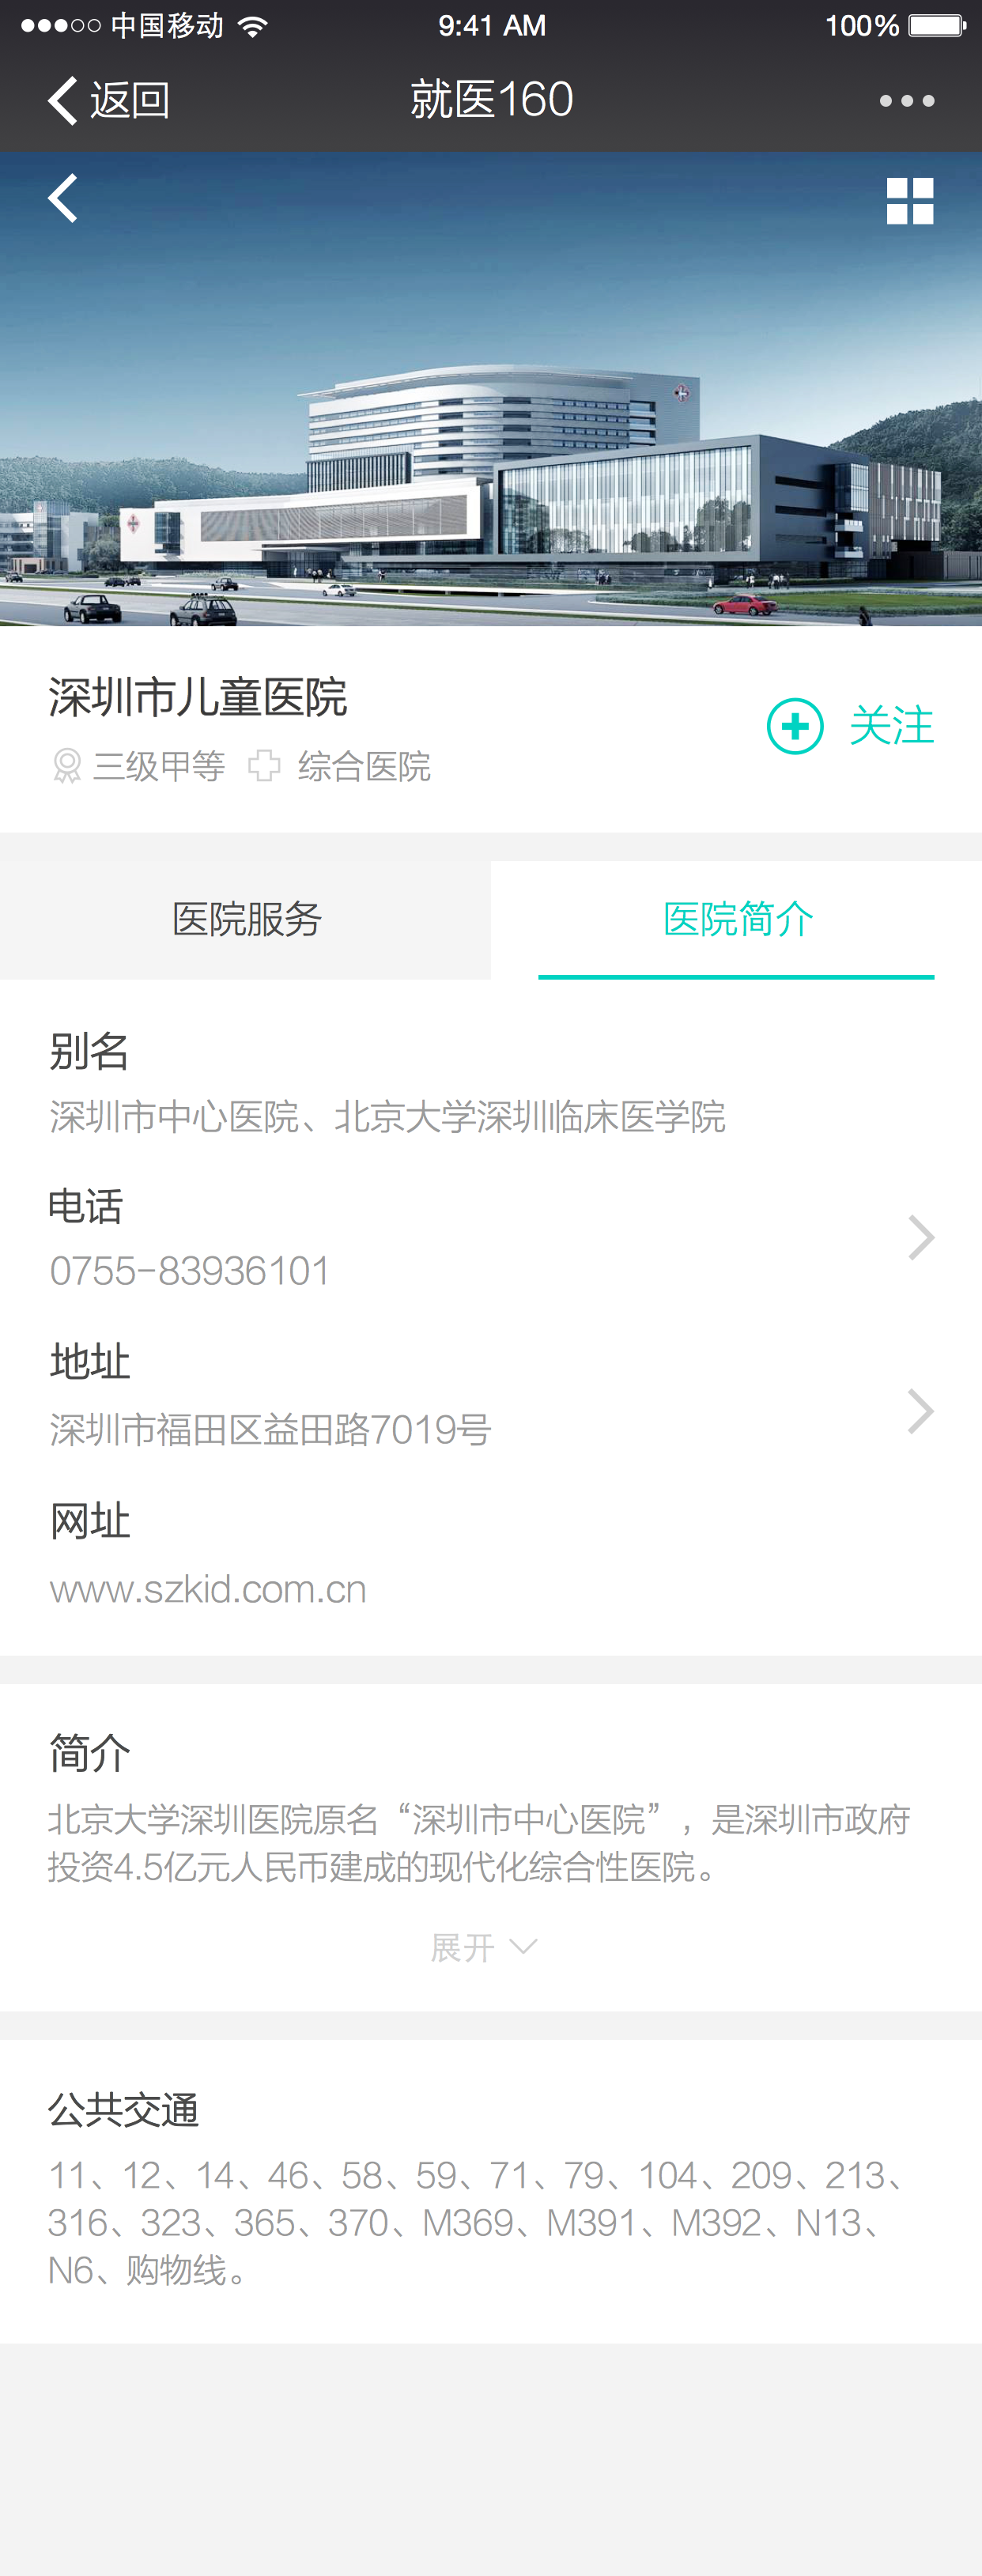 中国移动 9:41 AM 100%
返回 就医160
深圳市儿童医院
关注
三级甲等 综合医院
医院服务 医院简介
别名
深圳市中心医院、北京大学深圳临床医学院
电话
0755-83936101
地址
深圳市福田区益田路7019号
网址
www.szkid.com.cn
简介
北京大学深圳医院原名“深圳市中心医院”，是深圳市政府
投资4.5亿元人民币建成的现代化综合性医院。
展开
公共交通
11、12、14、46、58、59、71、79、104、209、213、
316、323、365、370、M369、M391、M392、N13、
N6、购物线。